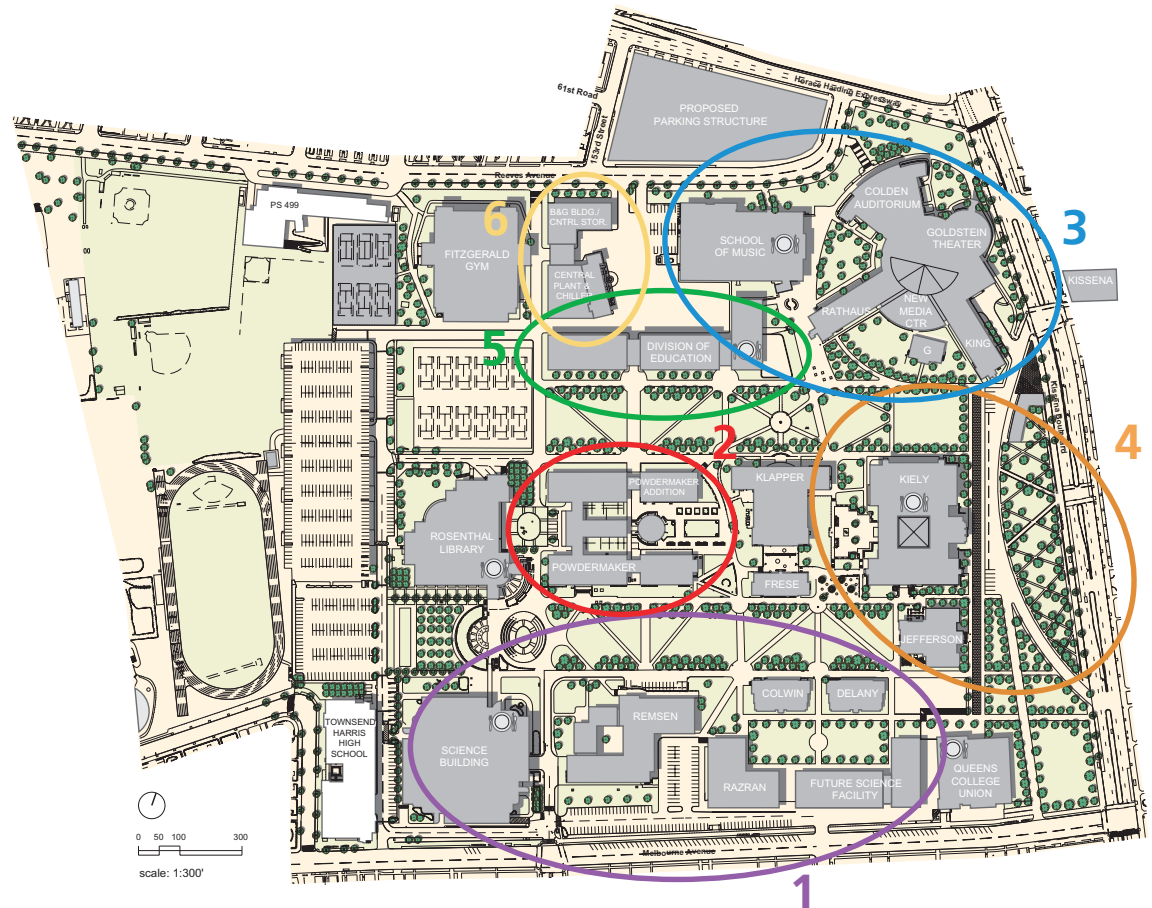 Horace Harding Expressway
61st Road
153rd Street
PROPOSED
PARKING STRUCTURE
Reeves Avenue
PS 499
6
B&G BLDG./
CNTRL STOR.
FITZGERALD
GYM
CENTRAL
PLANT &
CHILLER
SCHOOL
OF MUSIC
COLDEN
AUDITORIUM
GOLDSTEIN
THEATER
3
KISSENA
RATHAUS
NEW
MEDIA
CTR
G
KING
5
DIVISION OF
EDUCATION
Kissena Boulevard
2
4
POWDERMAKER
ADDITION
KLAPPER
KIELY
ROSENTHAL
LIBRARY
POWDERMAKER
FRESE
JEFFERSON
COLWIN
DELANY
REMSEN
TOWNSEND
HARRIS
HIGH
SCHOOL
SCIENCE
BUILDING
RAZRAN
FUTURE SCIENCE
FACILITY
QUEENS
COLLEGE
UNION
Melbourne Avenue
1
0 50 100 300
scale: 1:300'